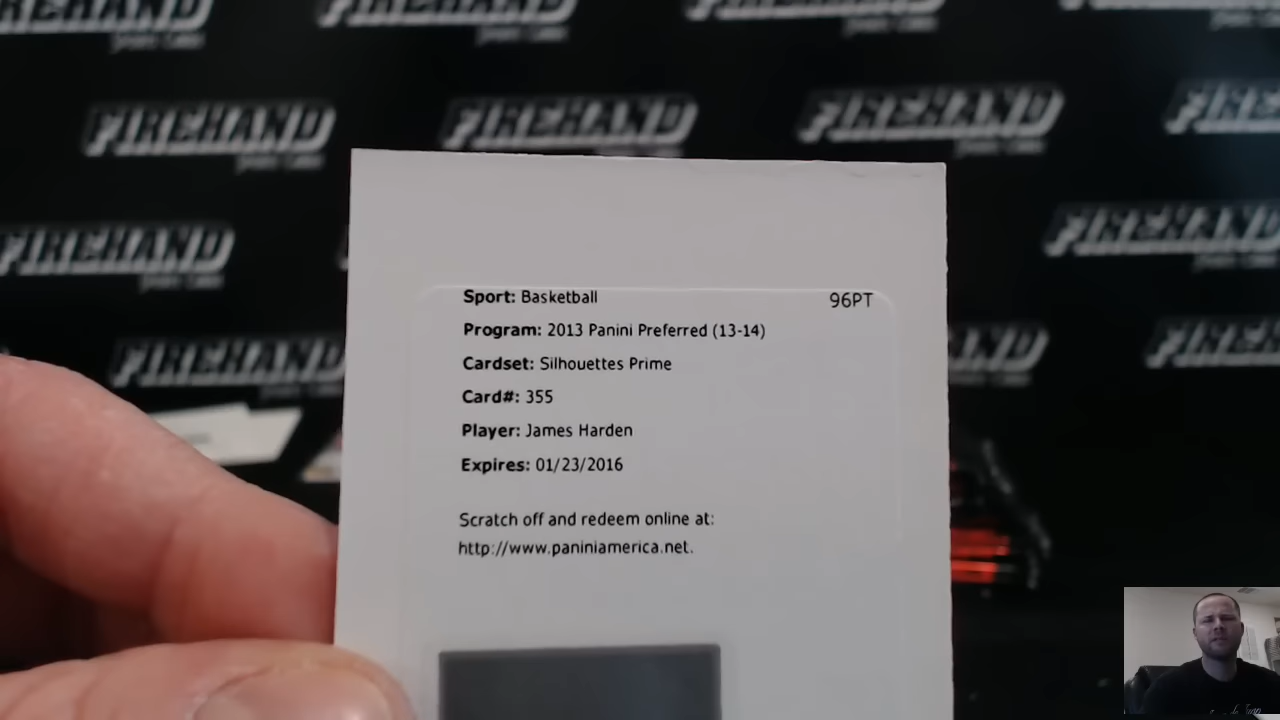 FIREHAND
FIREHAND
FIREHAND
FIREHAND
FIREHAND
FIREHAND
FIREHAND
Sport: Basketball 96PT
Program: 2013 Panini Preferred (13-14)
Cardset: Silhouettes Prime
Card#: 355
Player: James Harden
Expires: 01/23/2016
Scratch off and redeem online at:
http://www.paniniamerica.net.